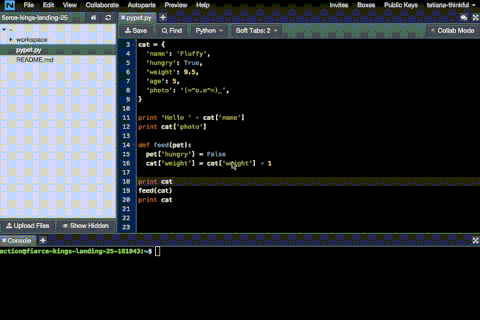 N File Edit View Collaborate Autoparts Preview Help Invites Boxes Public Keys tatiana-thinkful
fierce-kings-landing-25 pypet.py
Save Find Python Soft Tabs: 2 Collab Mode
workspace
pypet.py
README.md
3 cat = {
4 'name': 'Fluffy',
5 'hungry': True,
6 'weight': 9.5,
7 'age': 5,
8 'photo': '(=^o.o^=)_',
9 }
10
11 print 'Hello ' + cat['name']
12 print cat['photo']
13
14 def feed(pet):
15 pet['hungry'] = False
16 cat['weight'] = cat['weight'] + 1
17
18 print cat
19 feed(cat)
20 print cat
21
22
23
Upload Files Show Hidden
Console
action@fierce-kings-landing-25-181943:~$